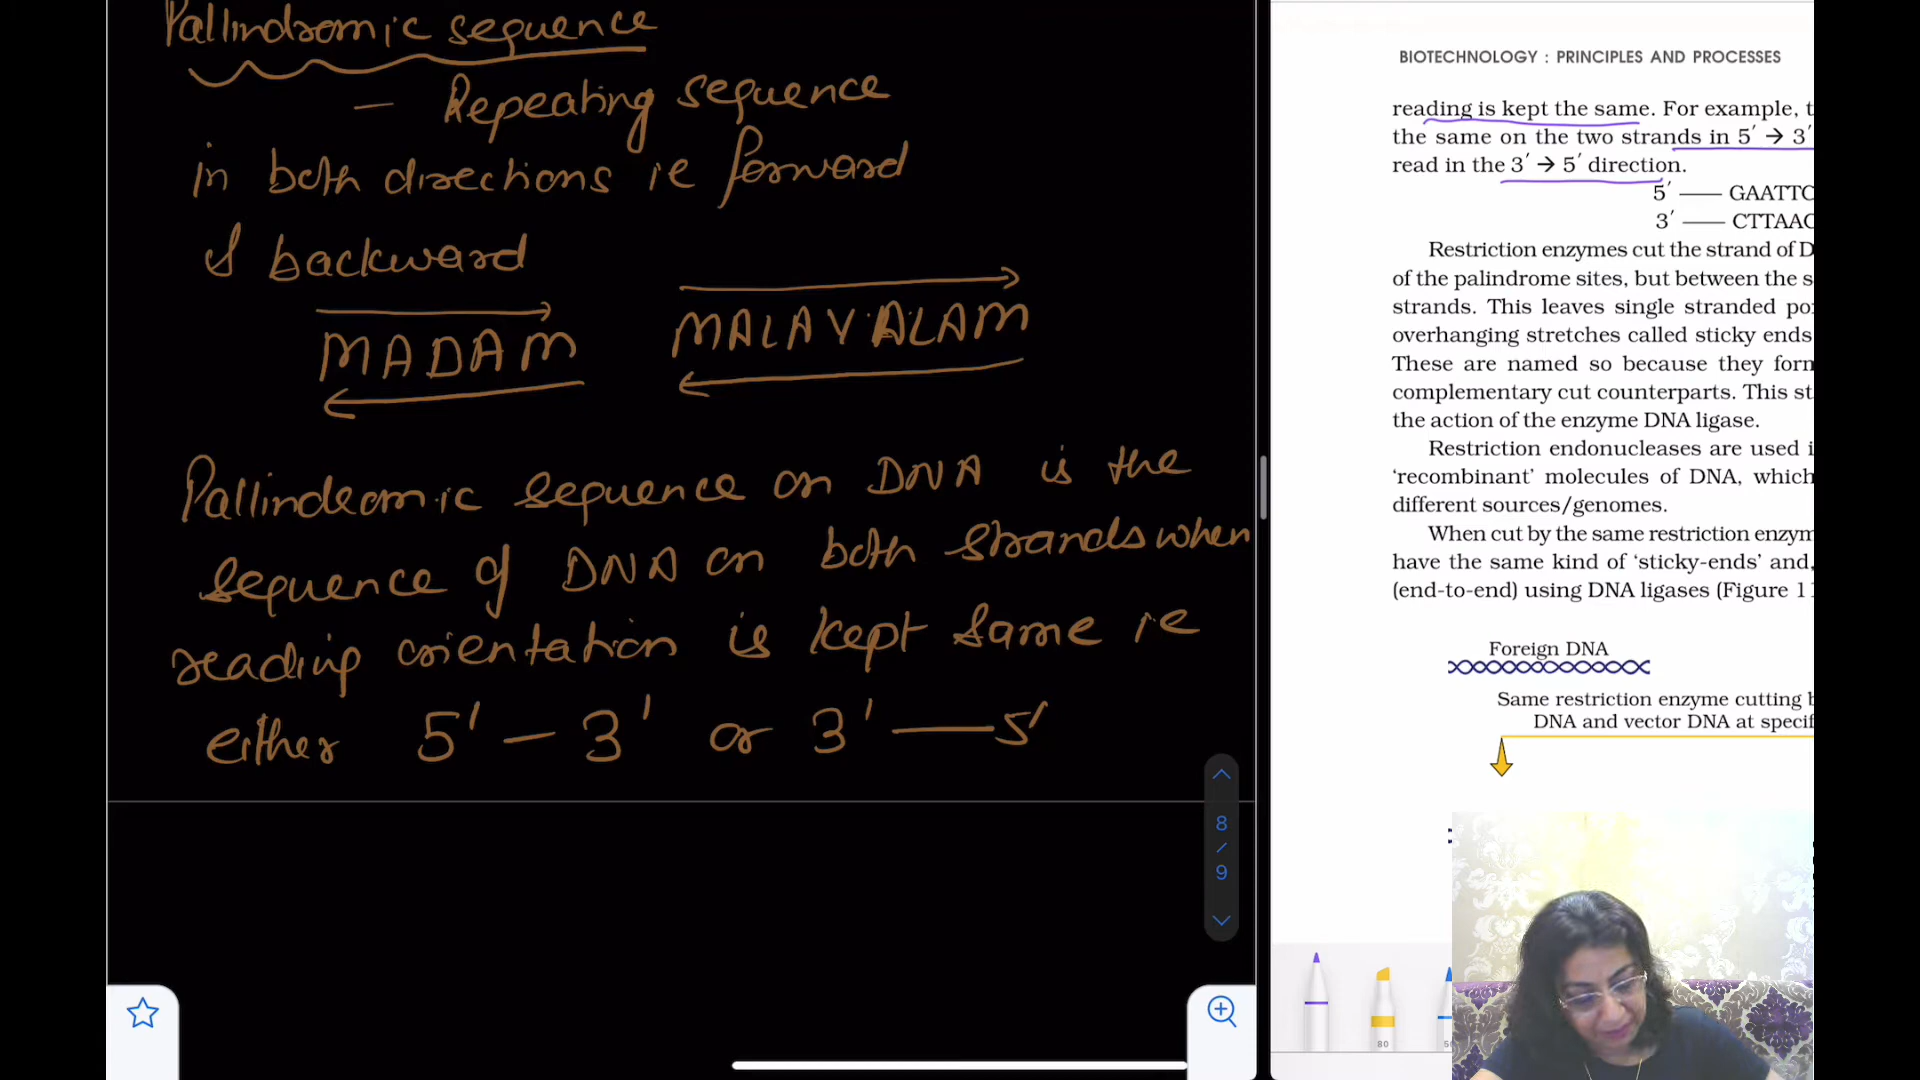 Pallindromic sequence
— Repeating sequence
in both directions ie forward
& backward
MADAM MALAYALAM
Pallindromic sequence on DNA is the
sequence of DNA on both strands when
reading orientation is kept same ie
either 5' — 3' or 3' — 5'
8
/
9
BIOTECHNOLOGY : PRINCIPLES AND PROCESSES
reading is kept the same. For example, t
the same on the two strands in 5′ → 3′
read in the 3′ → 5′ direction.
5′ —— GAATTC
3′ —— CTTAAG
Restriction enzymes cut the strand of D
of the palindrome sites, but between the s
strands. This leaves single stranded po
overhanging stretches called sticky ends
These are named so because they form
complementary cut counterparts. This st
the action of the enzyme DNA ligase.
Restriction endonucleases are used i
‘recombinant’ molecules of DNA, which
different sources/genomes.
When cut by the same restriction enzym
have the same kind of ‘sticky-ends’ and,
(end-to-end) using DNA ligases (Figure 11
Foreign DNA
Same restriction enzyme cutting b
DNA and vector DNA at specif
80